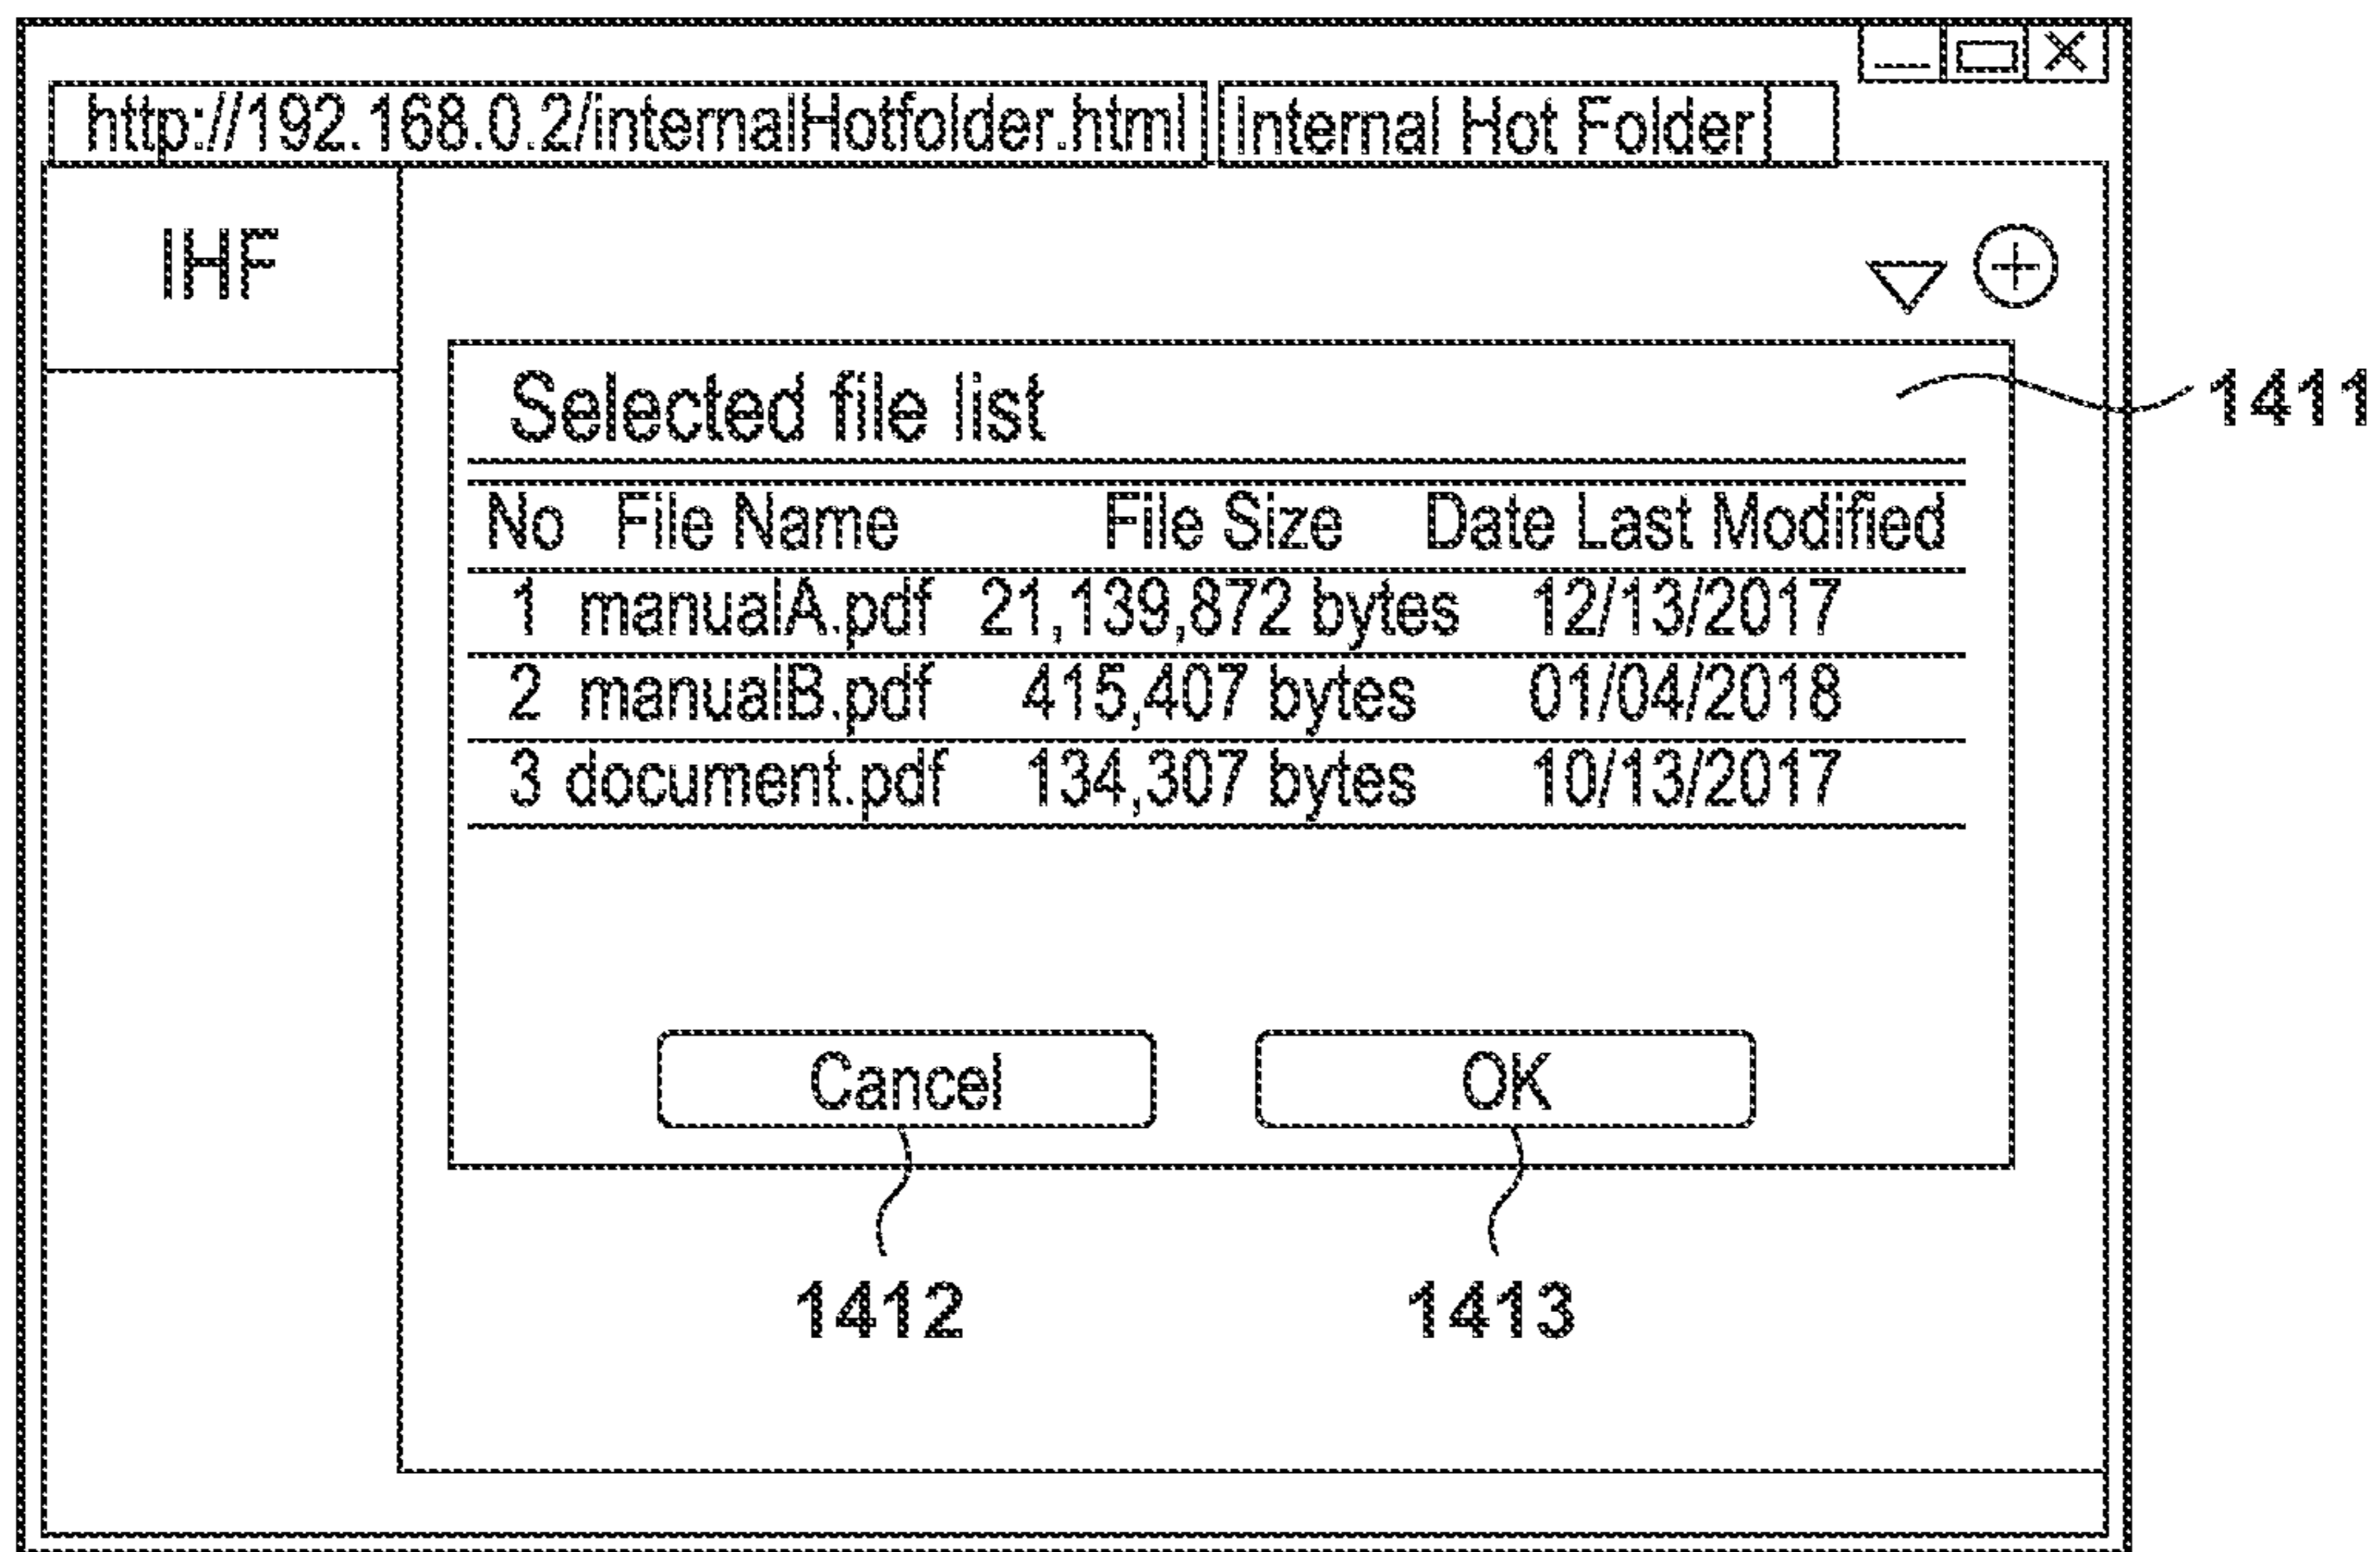 http://192.168.0.2/internalHotfolder.html Internal Hot Folder
IHF
Selected file list
1411
No File Name File Size Date Last Modified
1 manualA.pdf 21,139,872 bytes 12/13/2017
2 manualB.pdf 415,407 bytes 01/04/2018
3 document.pdf 134,307 bytes 10/13/2017
Cancel OK
1412 1413